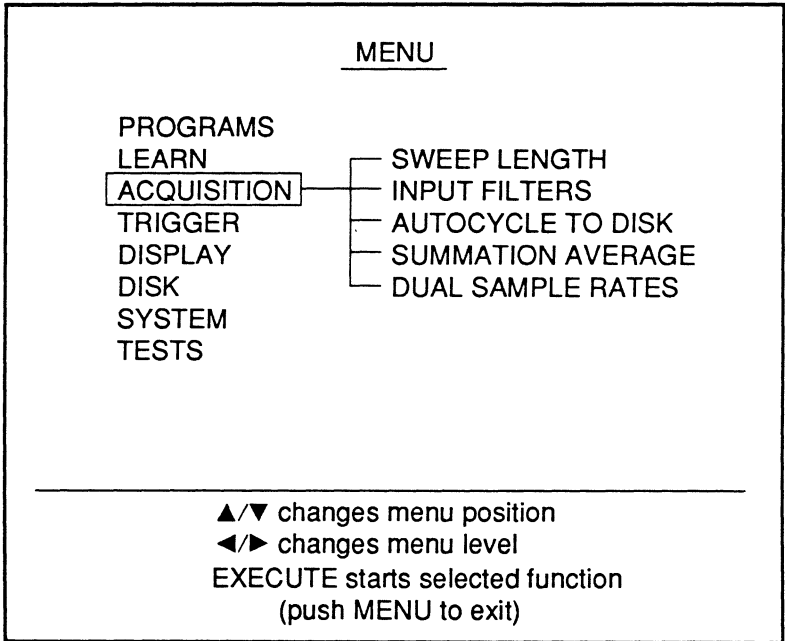 MENU
PROGRAMS
LEARN
ACQUISITION
TRIGGER
DISPLAY
DISK
SYSTEM
TESTS
SWEEP LENGTH
INPUT FILTERS
AUTOCYCLE TO DISK
SUMMATION AVERAGE
DUAL SAMPLE RATES
▲/▼ changes menu position
◄/► changes menu level
EXECUTE starts selected function
(push MENU to exit)